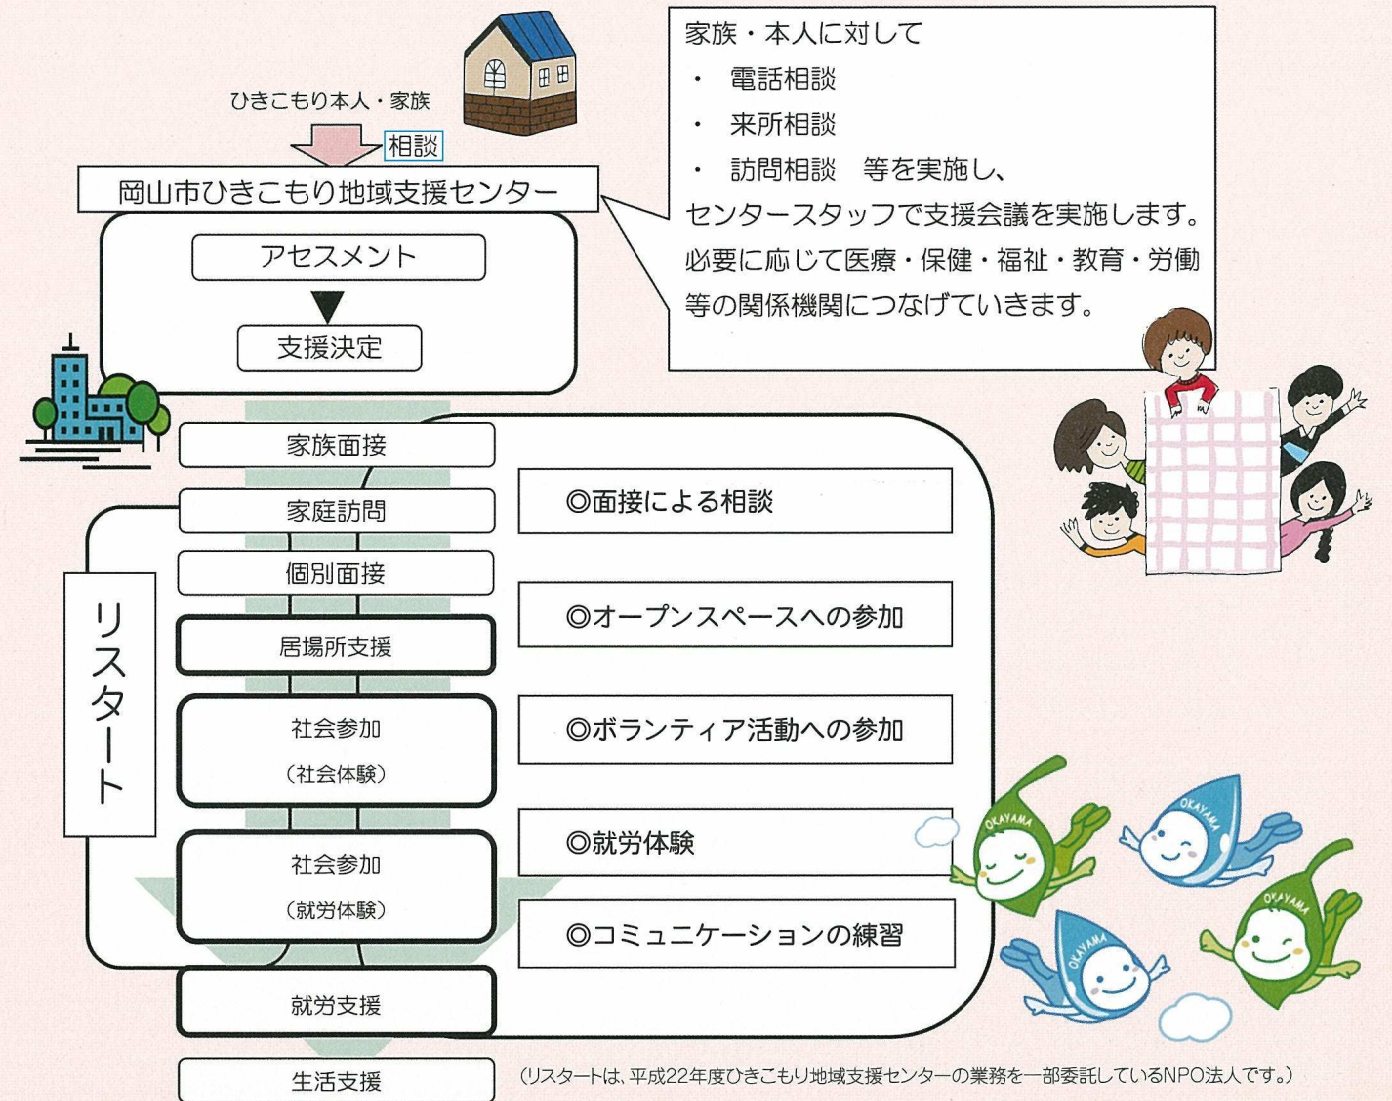 ひきこもり本人・家族
相談
岡山市ひきこもり地域支援センター
アセスメント
支援決定
家族・本人に対して
・ 電話相談
・ 来所相談
・ 訪問相談 等を実施し、
センタースタッフで支援会議を実施します。
必要に応じて医療・保健・福祉・教育・労働
等の関係機関につなげていきます。
リスタート
家族面接
家庭訪問
個別面接
居場所支援
社会参加
（社会体験）
社会参加
（就労体験）
就労支援
生活支援
◎面接による相談
◎オープンスペースへの参加
◎ボランティア活動への参加
◎就労体験
◎コミュニケーションの練習
OKAYAMA
OKAYAMA
OKAYAMA
OKAYAMA
（リスタートは、平成22年度ひきこもり地域支援センターの業務を一部委託しているNPO法人です。）